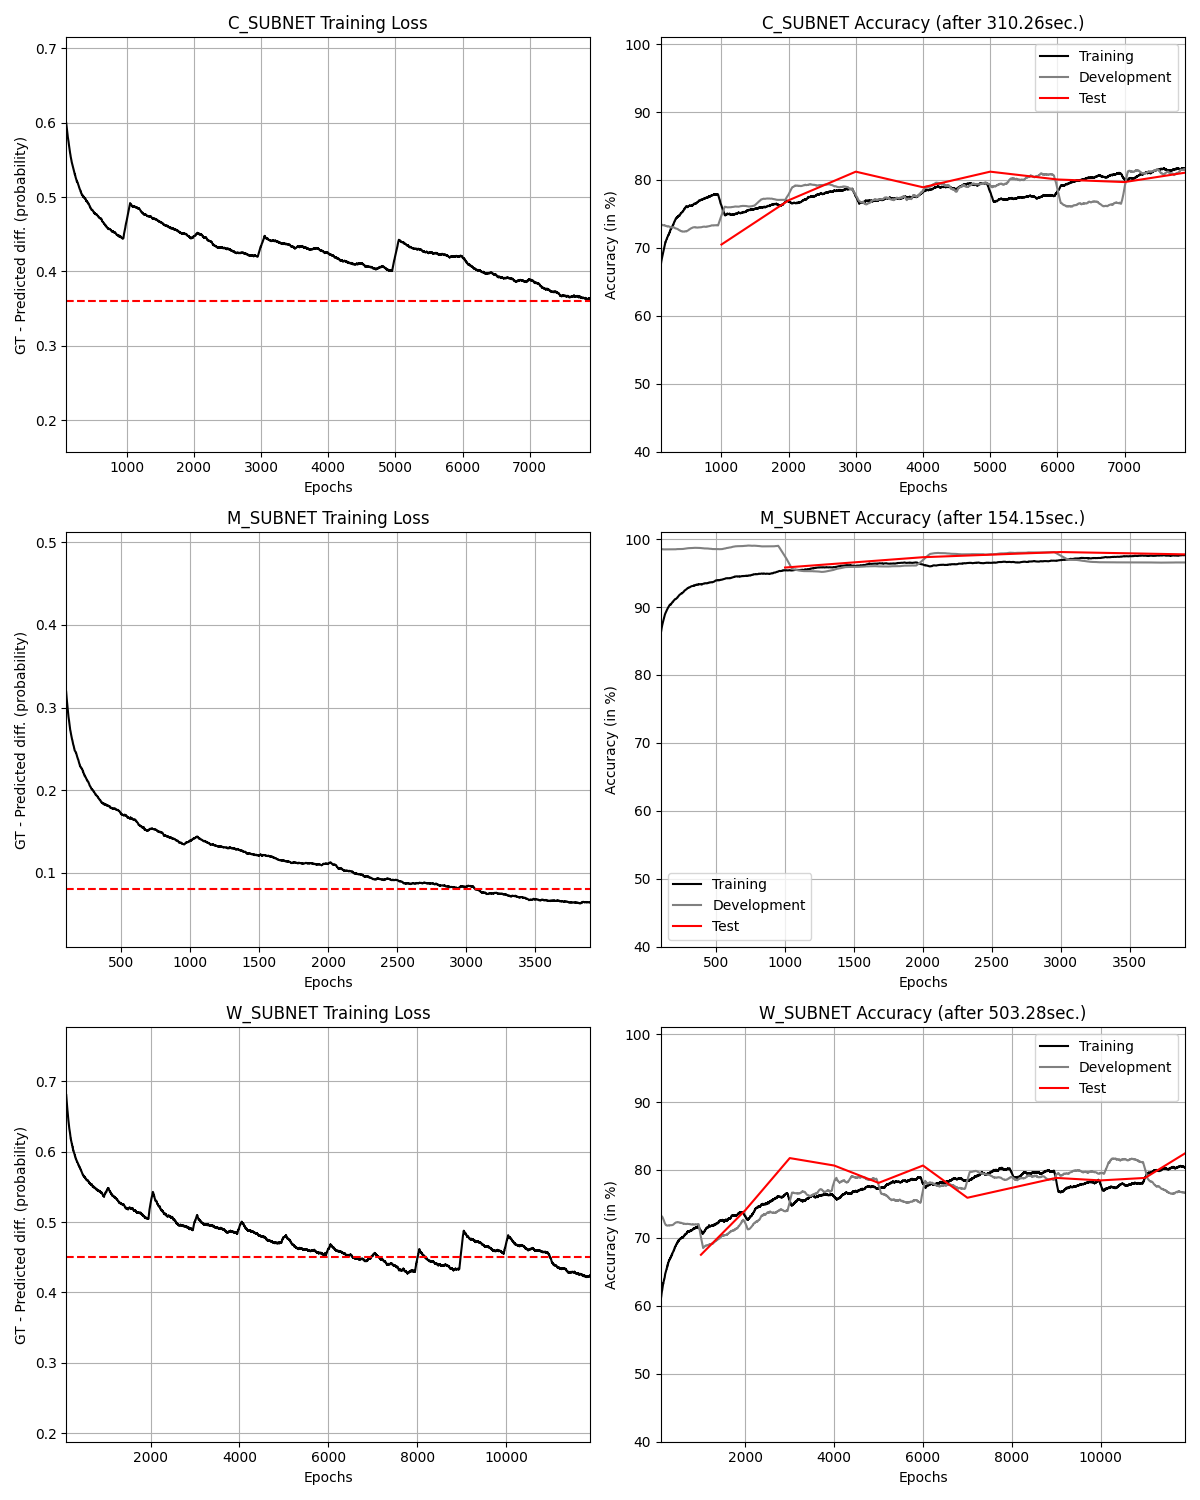 C_SUBNET Training Loss
GT - Predicted diff. (probability)
0.7
0.6
0.5
0.4
0.3
0.2
1000 2000 3000 4000 5000 6000 7000
Epochs
C_SUBNET Accuracy (after 310.26sec.)
Accuracy (in %)
100
90
80
70
60
50
40
Training
Development
Test
1000 2000 3000 4000 5000 6000 7000
Epochs
M_SUBNET Training Loss
GT - Predicted diff. (probability)
0.5
0.4
0.3
0.2
0.1
500 1000 1500 2000 2500 3000 3500
Epochs
M_SUBNET Accuracy (after 154.15sec.)
Accuracy (in %)
100
90
80
70
60
50
40
Training
Development
Test
500 1000 1500 2000 2500 3000 3500
Epochs
W_SUBNET Training Loss
GT - Predicted diff. (probability)
0.7
0.6
0.5
0.4
0.3
0.2
2000 4000 6000 8000 10000
Epochs
W_SUBNET Accuracy (after 503.28sec.)
Accuracy (in %)
100
90
80
70
60
50
40
Training
Development
Test
2000 4000 6000 8000 10000
Epochs